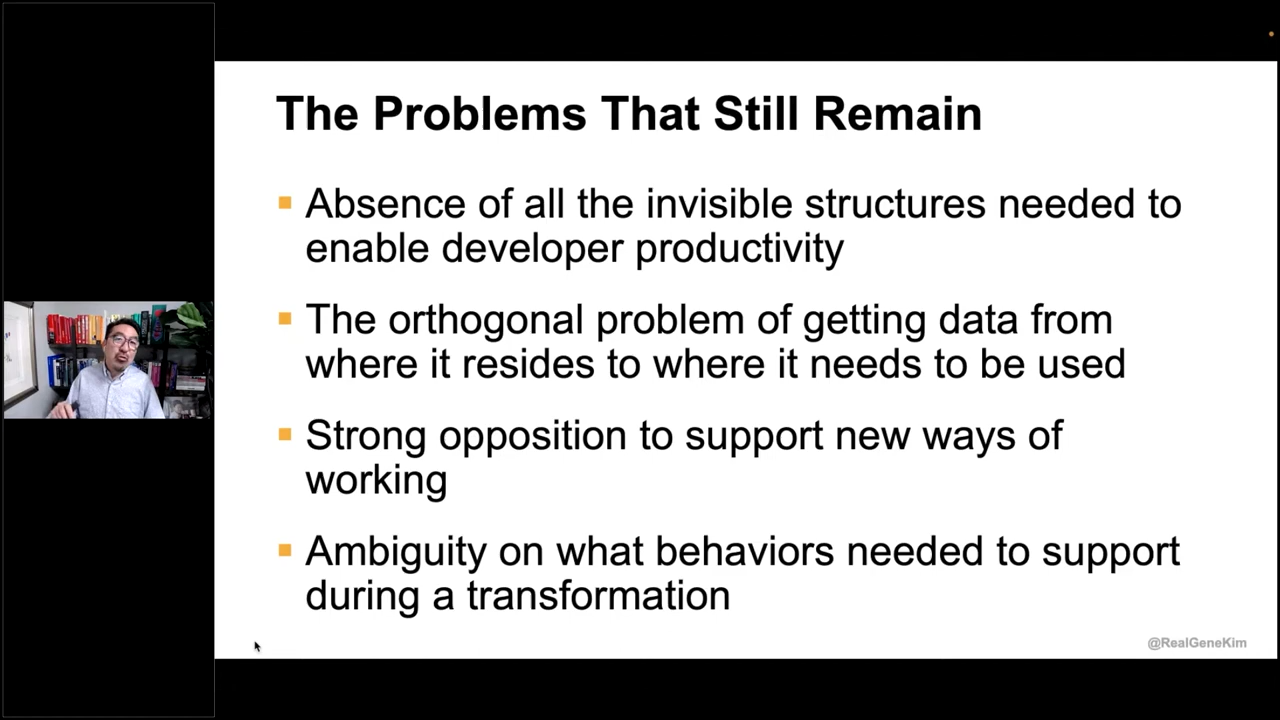 The Problems That Still Remain
Absence of all the invisible structures needed to
enable developer productivity
The orthogonal problem of getting data from
where it resides to where it needs to be used
Strong opposition to support new ways of
working
Ambiguity on what behaviors needed to support
during a transformation
@RealGeneKim